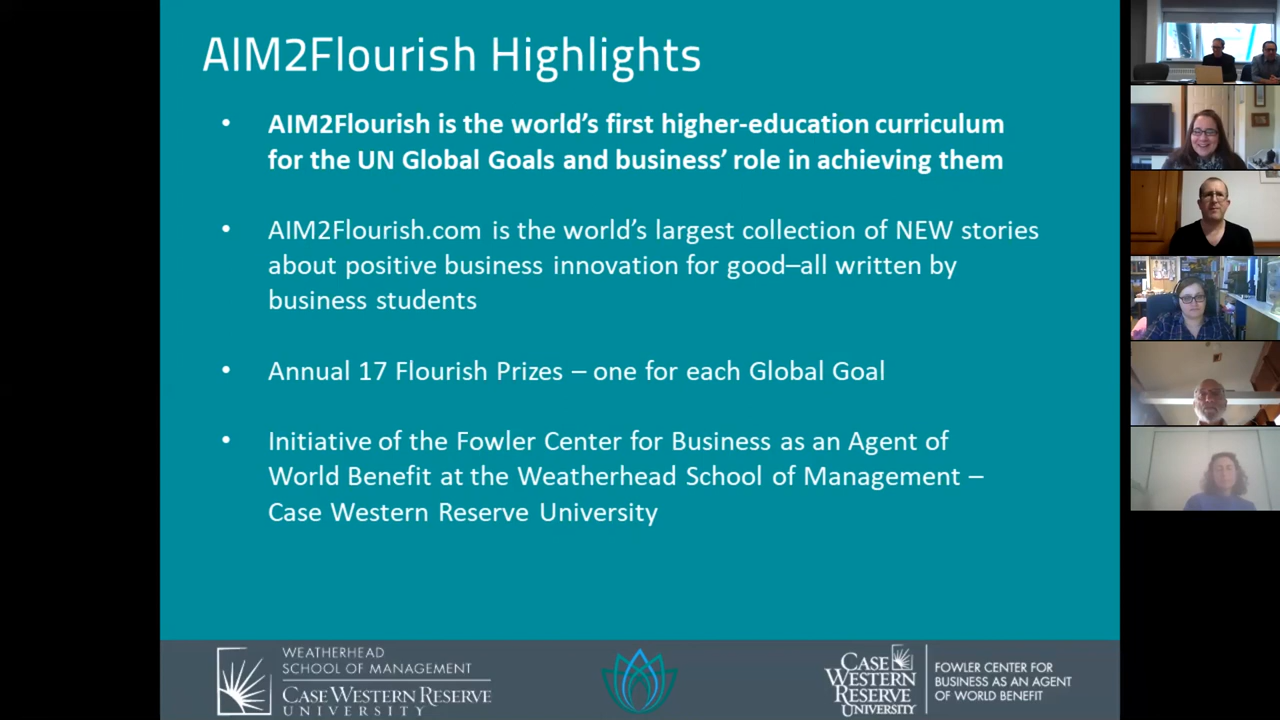 AIM2Flourish Highlights
• AIM2Flourish is the world's first higher-education curriculum
for the UN Global Goals and business' role in achieving them
• AIM2Flourish.com is the world's largest collection of NEW stories
about positive business innovation for good–all written by
business students
• Annual 17 Flourish Prizes – one for each Global Goal
• Initiative of the Fowler Center for Business as an Agent of
World Benefit at the Weatherhead School of Management –
Case Western Reserve University
WEATHERHEAD
SCHOOL OF MANAGEMENT
CASE WESTERN RESERVE
UNIVERSITY
CASE
WESTERN
RESERVE
UNIVERSITY
FOWLER CENTER FOR
BUSINESS AS AN AGENT
OF WORLD BENEFIT